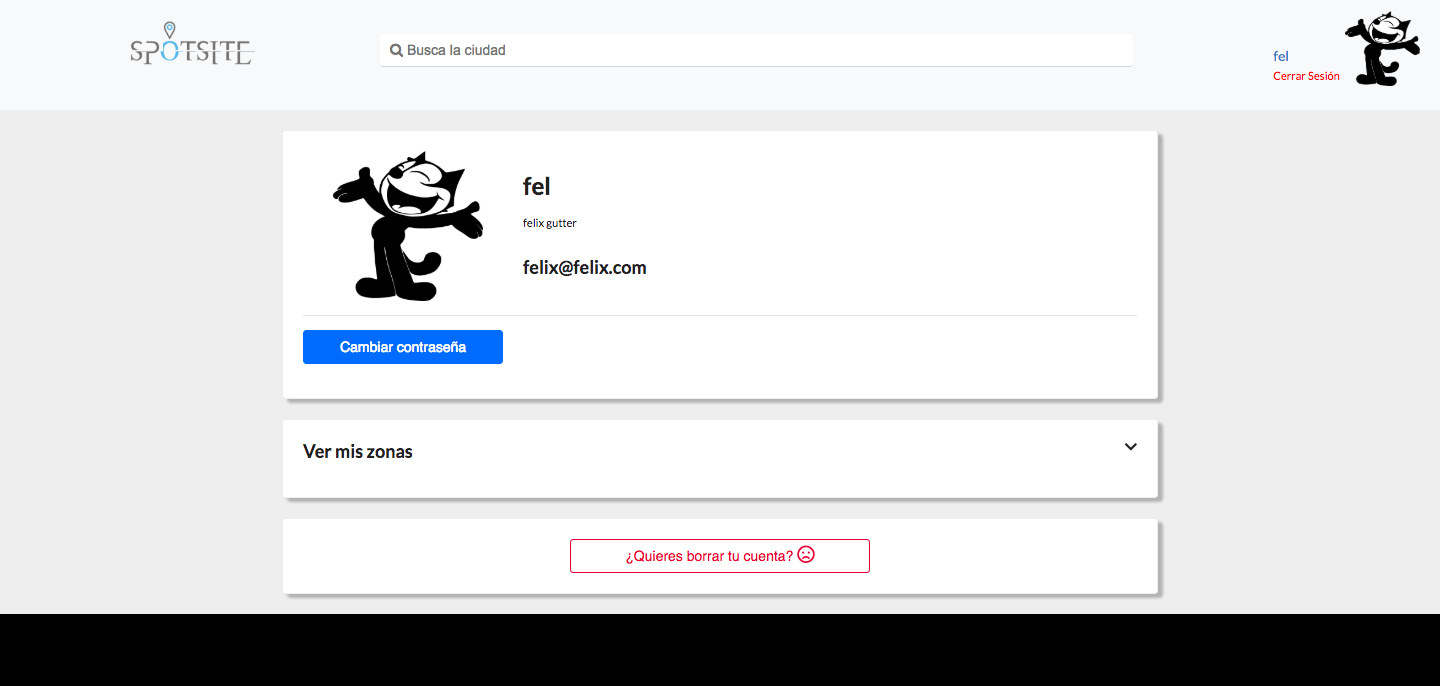 SPOTSITE
Busca la ciudad
fel
Cerrar Sesión
fel
felix gutter
felix@felix.com
Cambiar contraseña
Ver mis zonas
¿Quieres borrar tu cuenta?